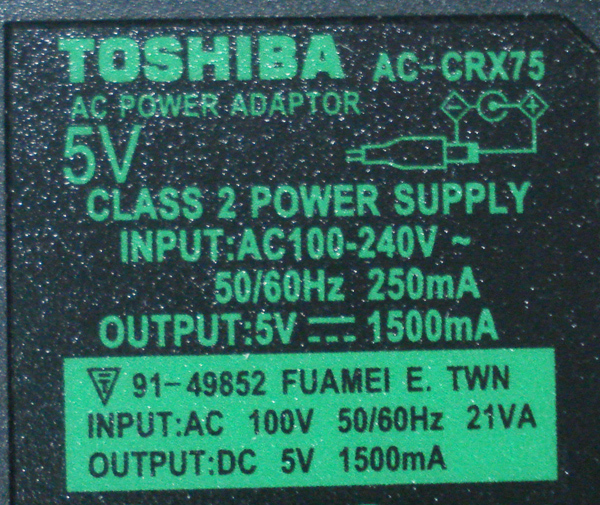 TOSHIBA AC-CRX75
AC POWER ADAPTOR
5V
CLASS 2 POWER SUPPLY
INPUT:AC100-240V ~
50/60Hz 250mA
OUTPUT:5V ⎓ 1500mA
91-49852 FUAMEI E. TWN
INPUT:AC 100V 50/60Hz 21VA
OUTPUT:DC 5V 1500mA